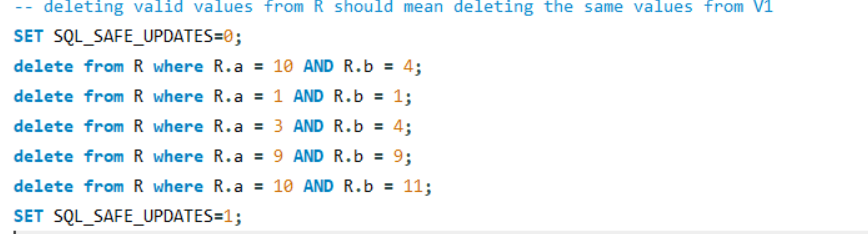 -- deleting valid values from R should mean deleting the same values from V1
SET SQL_SAFE_UPDATES=0;
delete from R where R.a = 10 AND R.b = 4;
delete from R where R.a = 1 AND R.b = 1;
delete from R where R.a = 3 AND R.b = 4;
delete from R where R.a = 9 AND R.b = 9;
delete from R where R.a = 10 AND R.b = 11;
SET SQL_SAFE_UPDATES=1;